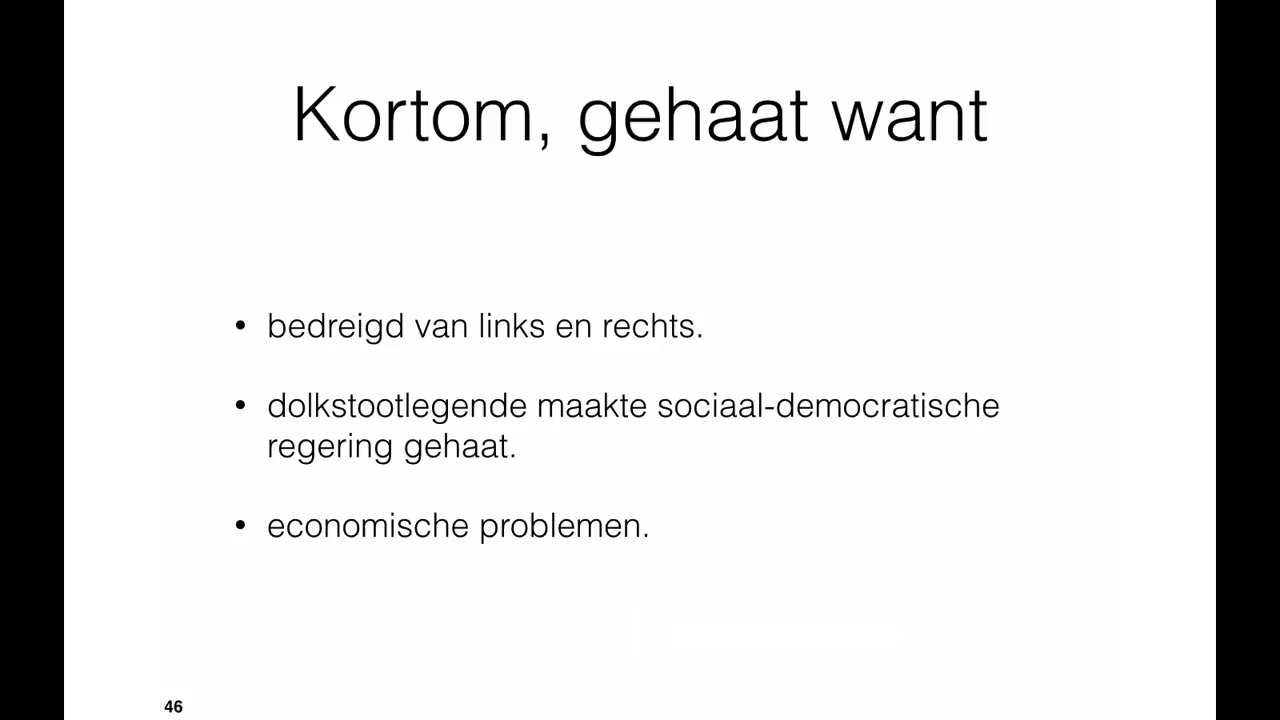 Kortom, gehaat want
• bedreigd van links en rechts.
• dolkstootlegende maakte sociaal-democratische
regering gehaat.
• economische problemen.
46